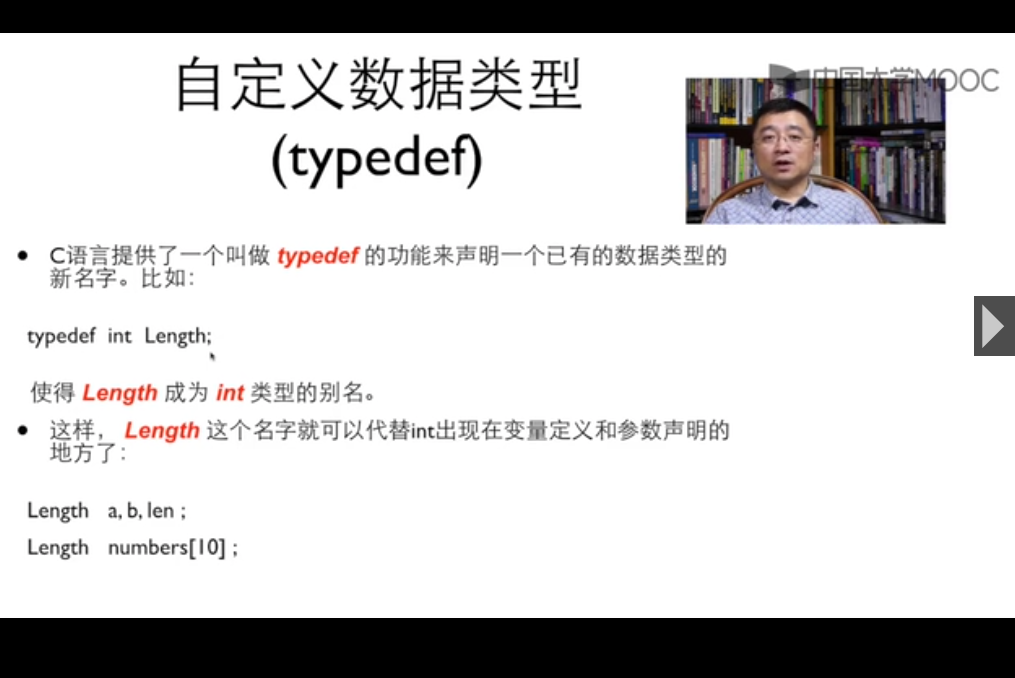 自定义数据类型
(typedef)
中国大学MOOC
• C语言提供了一个叫做 typedef 的功能来声明一个已有的数据类型的
新名字。比如：
typedef int Length;
使得 Length 成为 int 类型的别名。
• 这样， Length 这个名字就可以代替int出现在变量定义和参数声明的
地方了：
Length a, b, len ;
Length numbers[10] ;